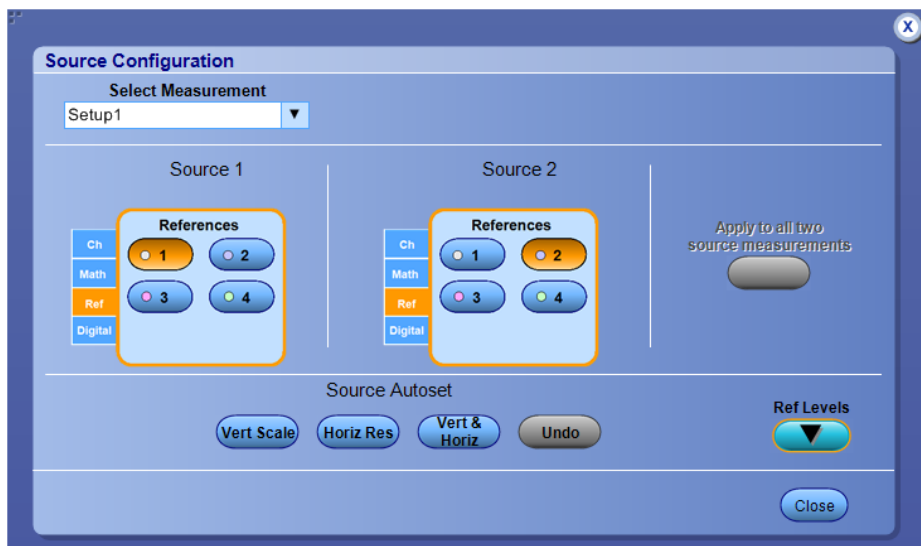 X
Source Configuration
Select Measurement
Setup1
Source 1
Ch
Math
Ref
Digital
References
1
2
3
4
Source 2
Ch
Math
Ref
Digital
References
1
2
3
4
Apply to all two
source measurements
Source Autoset
Vert Scale
Horiz Res
Vert &
Horiz
Undo
Ref Levels
Close